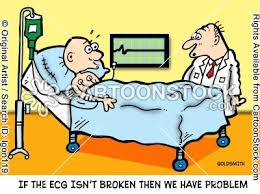 © Original Artist / Search ID: lgon119
Rights Available from CartoonStock.com
CartoonStock.com
GOLDSMITH
IF THE ECG ISN'T BROKEN THEN WE HAVE PROBLEM